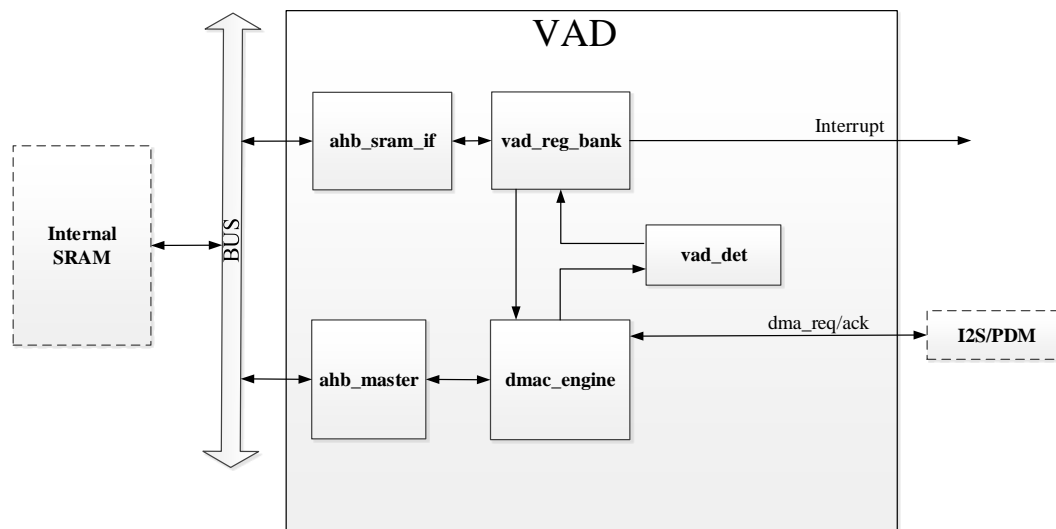 VAD
ahb_sram_if
vad_reg_bank
Interrupt
Internal
SRAM
BUS
vad_det
dma_req/ack
I2S/PDM
ahb_master
dmac_engine